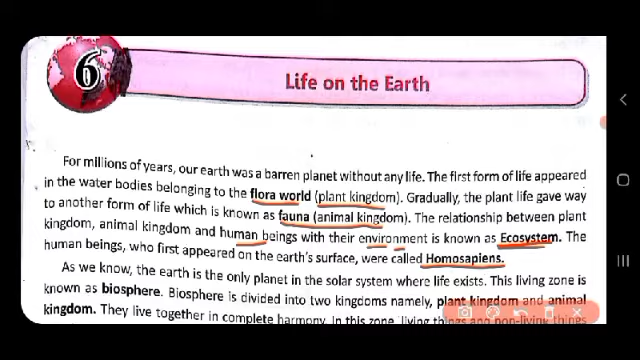 6
Life on the Earth
For millions of years, our earth was a barren planet without any life. The first form of life appeared
in the water bodies belonging to the flora world (plant kingdom). Gradually, the plant life gave way
to another form of life which is known as fauna (animal kingdom). The relationship between plant
kingdom, animal kingdom and human beings with their environment is known as Ecosystem. The
human beings, who first appeared on the earth's surface, were called Homosapiens.
As we know, the earth is the only planet in the solar system where life exists. This living zone is
known as biosphere. Biosphere is divided into two kingdoms namely, plant kingdom and animal
kingdom. They live together in complete harmony. In this zone, living things and non-living things